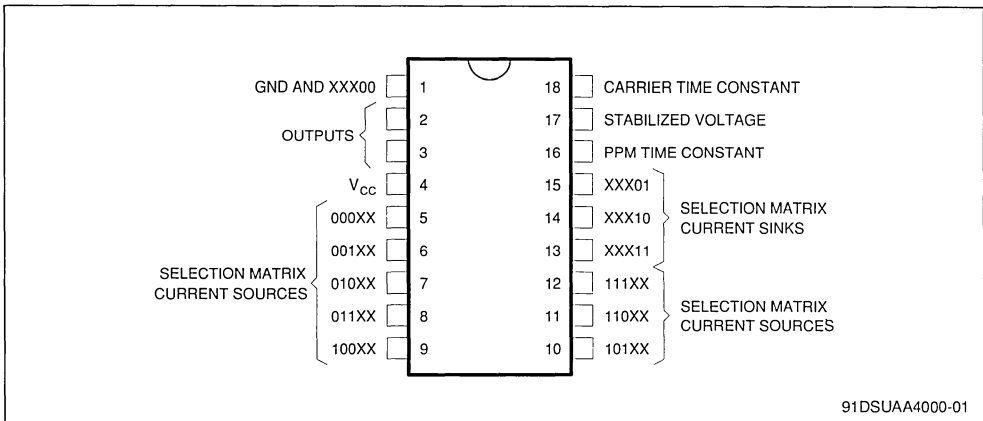 GND AND XXX00 1 18 CARRIER TIME CONSTANT
2 17 STABILIZED VOLTAGE
OUTPUTS
3 16 PPM TIME CONSTANT
VCC 4 15 XXX01
000XX 5 14 XXX10
SELECTION MATRIX
CURRENT SINKS
001XX 6 13 XXX11
SELECTION MATRIX
CURRENT SOURCES
010XX 7 12 111XX
011XX 8 11 110XX
SELECTION MATRIX
CURRENT SOURCES
100XX 9 10 101XX
91DSUAA4000-01